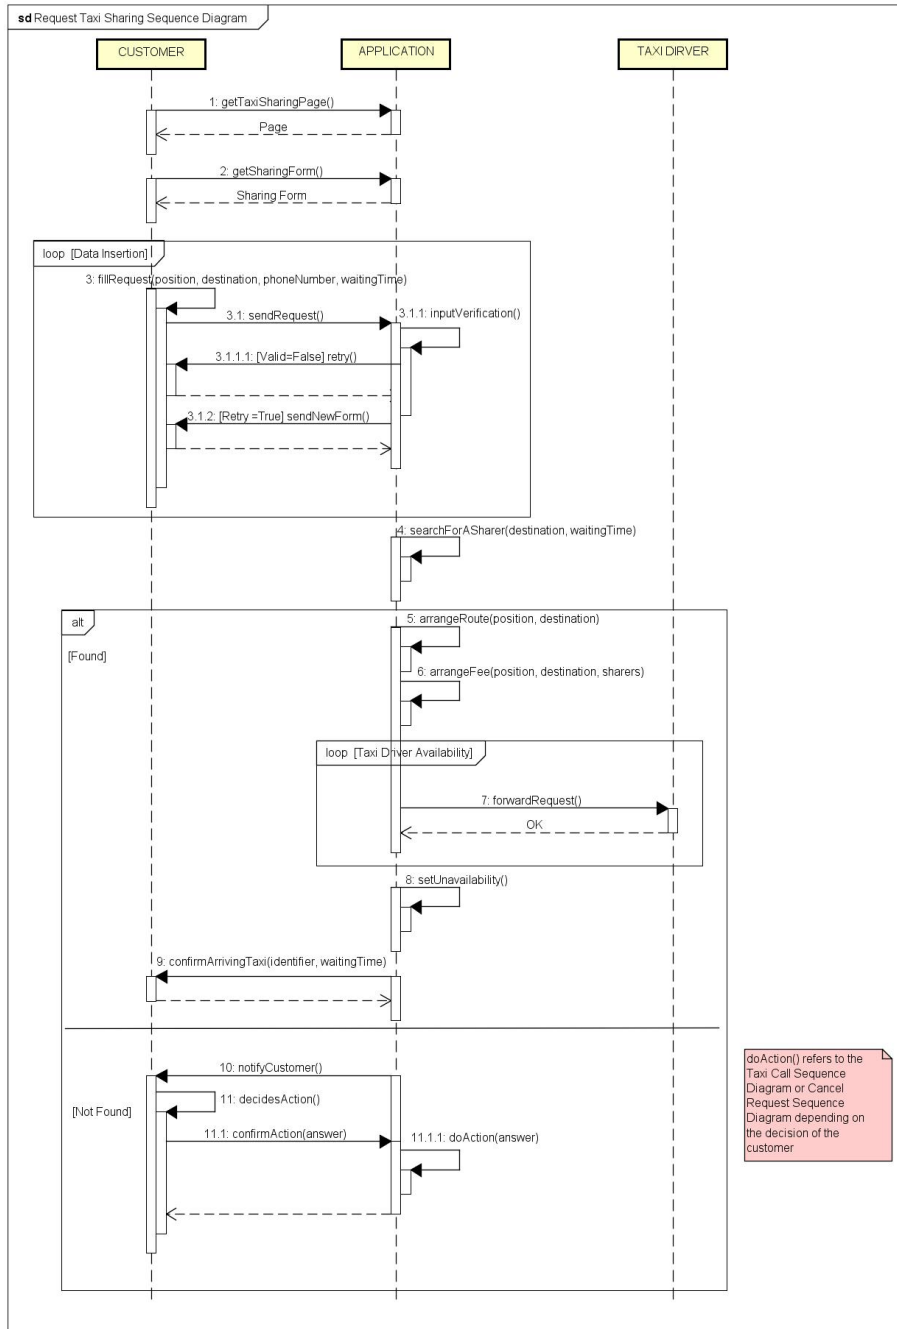 sd Request Taxi Sharing Sequence Diagram
CUSTOMER
APPLICATION
TAXI DIRVER
1: getTaxiSharingPage()
Page
2: getSharingForm()
Sharing Form
loop [Data Insertion]
3: fillRequest(position, destination, phoneNumber, waitingTime)
3.1: sendRequest()
3.1.1: inputVerification()
3.1.1.1: [Valid=False] retry()
3.1.2: [Retry =True] sendNewForm()
4: searchForASharer(destination, waitingTime)
alt
5: arrangeRoute(position, destination)
[Found]
6: arrangeFee(position, destination, sharers)
loop [Taxi Driver Availability]
7: forwardRequest()
OK
8: setUnavailability()
9: confirmArrivingTaxi(identifier, waitingTime)
10: notifyCustomer()
[Not Found]
11: decidesAction()
11.1: confirmAction(answer)
11.1.1: doAction(answer)
doAction() refers to the
Taxi Call Sequence
Diagram or Cancel
Request Sequence
Diagram depending on
the decision of the
customer